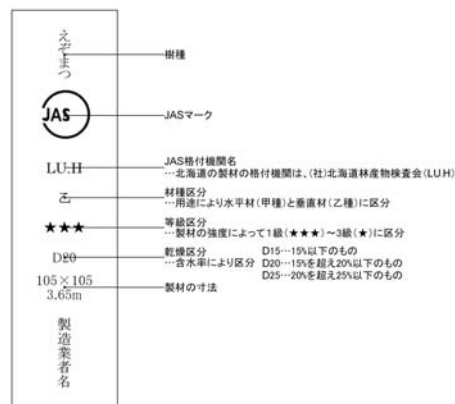 えぞまつ
樹種
JAS
JASマーク
LU.H
JAS格付機関名
…北海道の製材の格付機関は、(社)北海道林産物検査会(LU.H)
乙
材種区分
…用途により水平材(甲種)と垂直材(乙種)に区分
★★★
等級区分
…製材の強度によって1級(★★★)～3級(★)に区分
D20
乾燥区分
…含水率により区分
D15…15%以下のもの
D20…15%を超え20%以下のもの
D25…20%を超え25%以下のもの
105×105
3.65m
製材の寸法
製造業者名